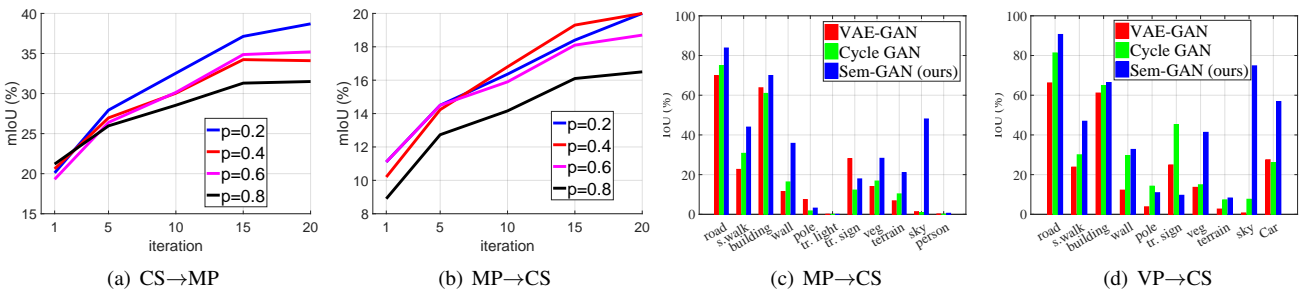 40
35
30
25
20
15
mIoU (%)
1
5
10
15
20
iteration
p=0.2
p=0.4
p=0.6
p=0.8
(a) CS→MP
20
18
16
14
12
10
8
mIoU (%)
1
5
10
15
20
iteration
p=0.2
p=0.4
p=0.6
p=0.8
(b) MP→CS
100
80
60
40
20
0
IoU (%)
VAE-GAN
Cycle GAN
Sem-GAN (ours)
road
s.walk
building
wall
pole
tr. light
tr. sign
veg
terrain
sky
person
(c) MP→CS
100
80
60
40
20
0
IoU (%)
VAE-GAN
Cycle GAN
Sem-GAN (ours)
road
s.walk
building
wall
pole
tr. sign
veg
terrain
sky
Car
(d) VP→CS